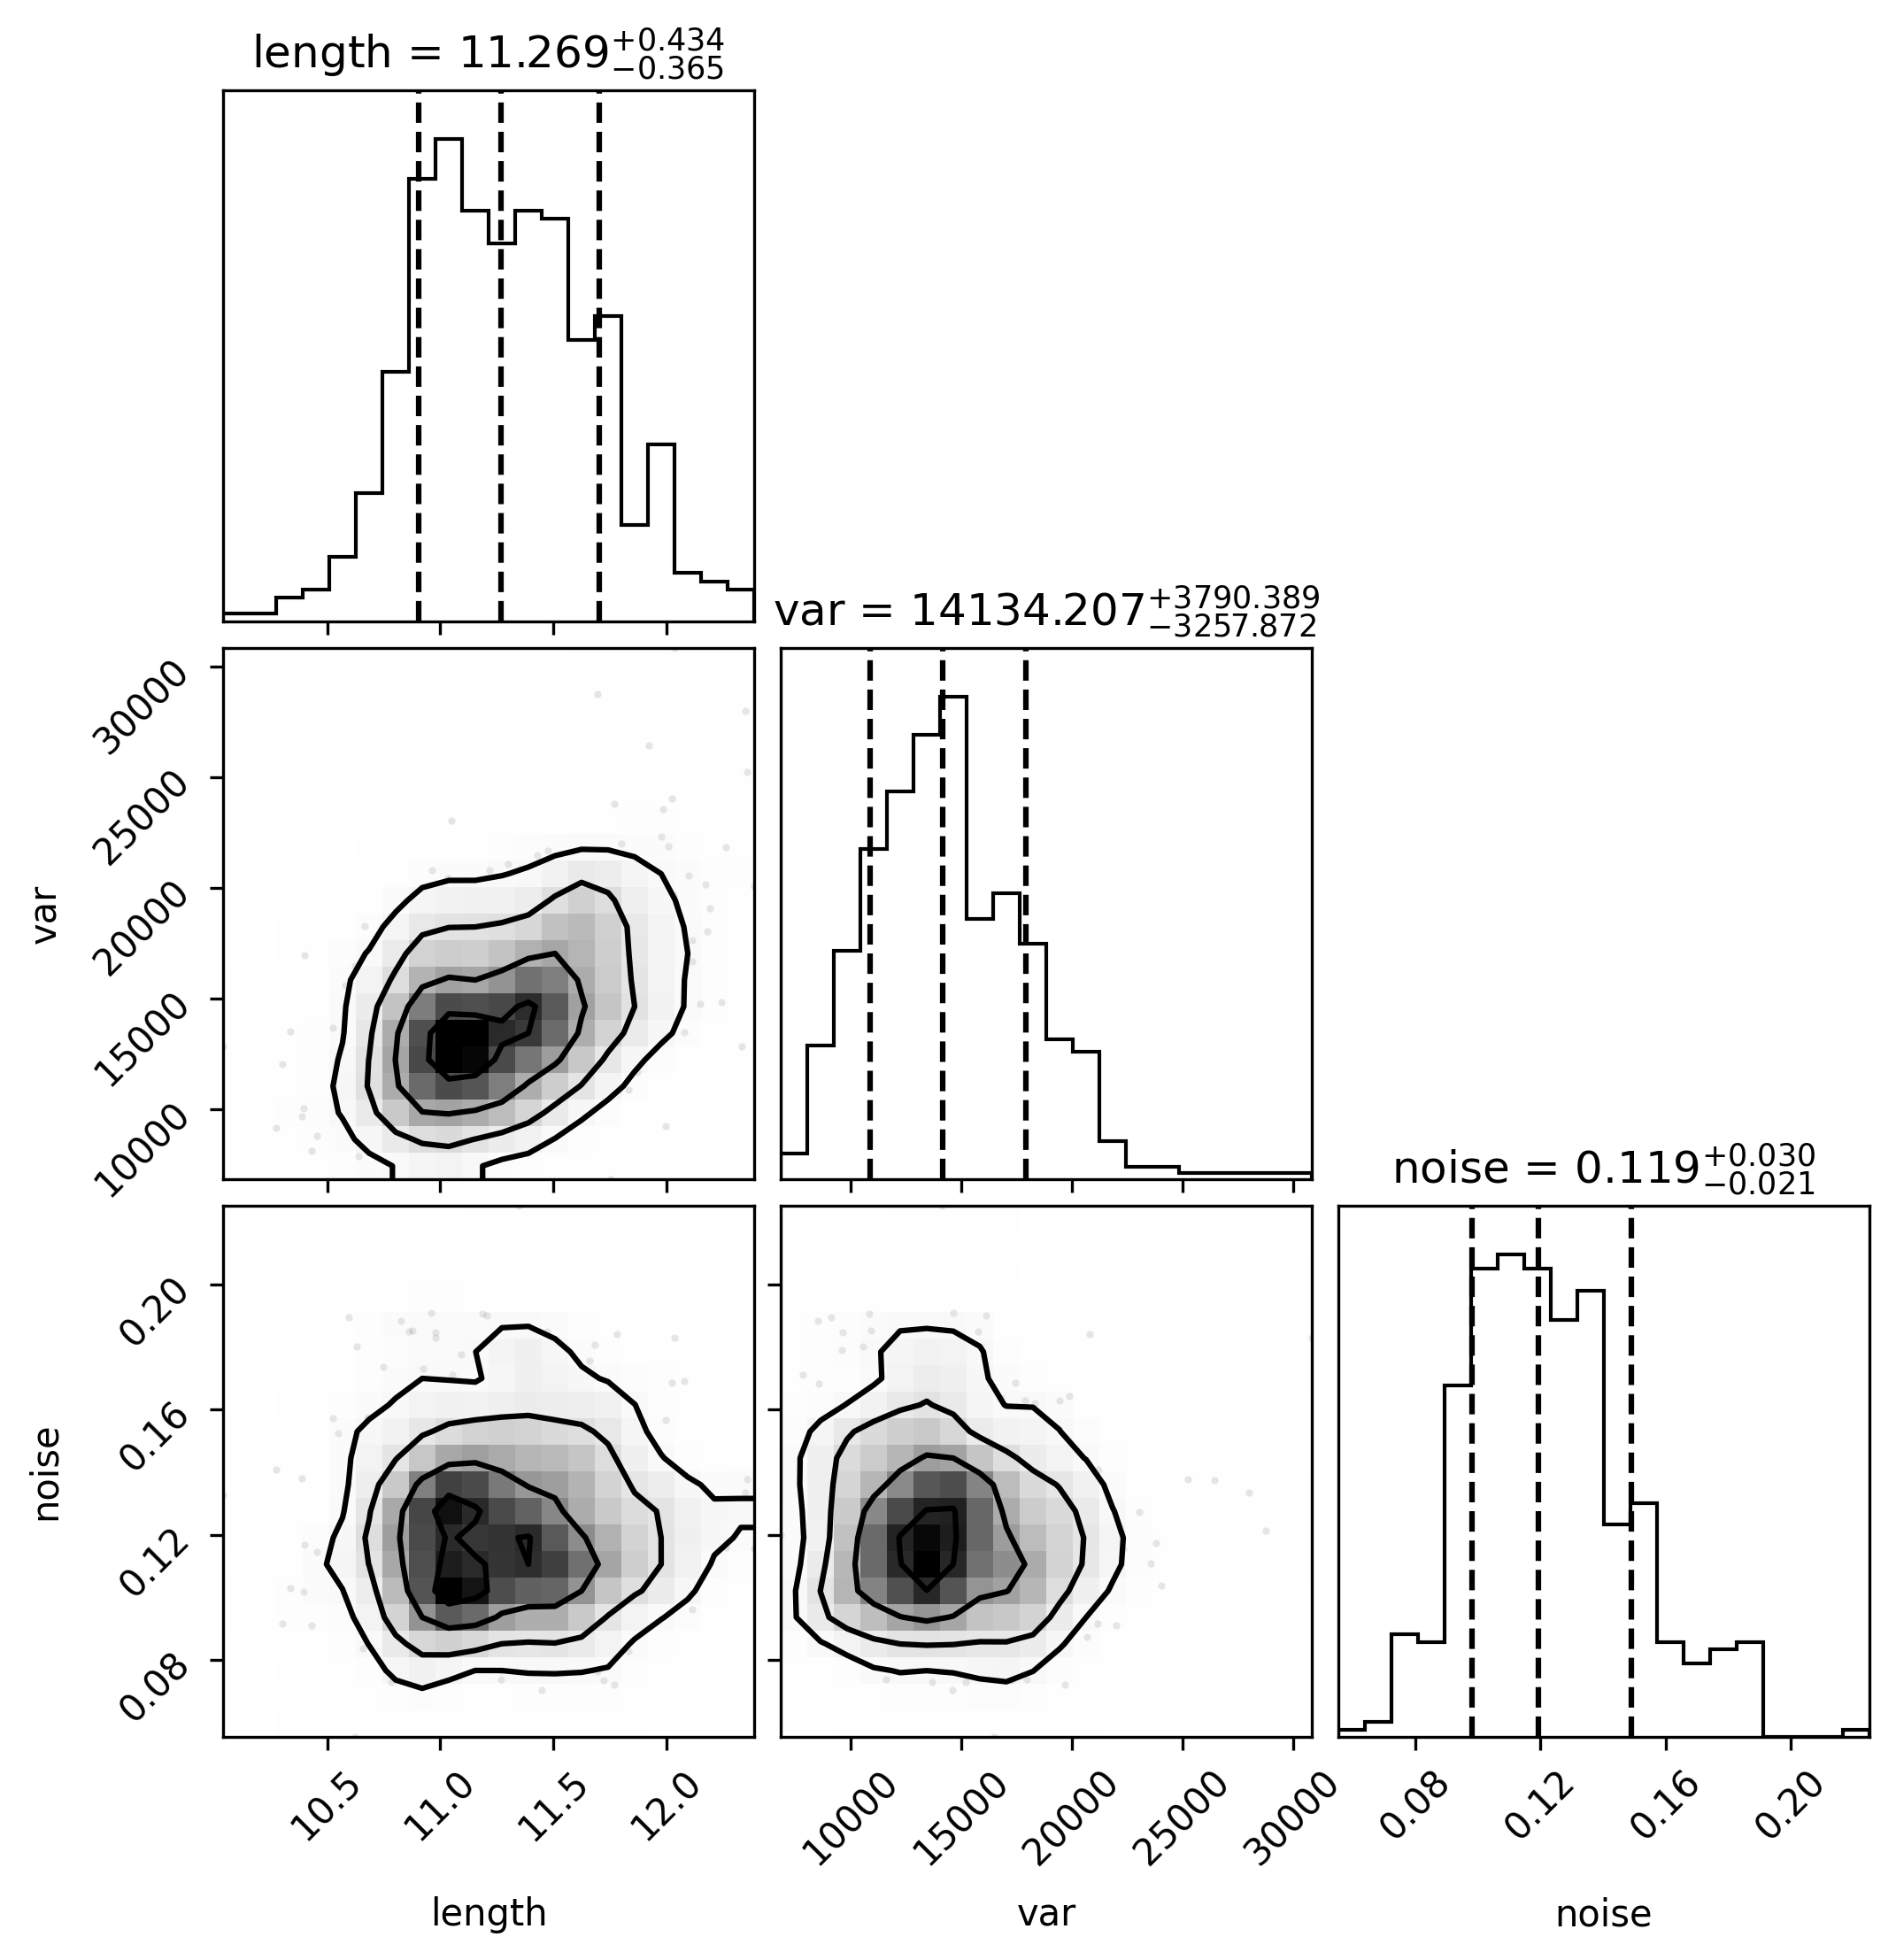 length = 11.269^{+0.434}_{-0.365}
var = 14134.207^{+3790.389}_{-3257.872}
30000
25000
20000
15000
10000
var
noise = 0.119^{+0.030}_{-0.021}
0.20
0.16
0.12
0.08
noise
10.5 11.0 11.5 12.0 10000 15000 20000 25000 30000 0.08 0.12 0.16 0.20
length var noise